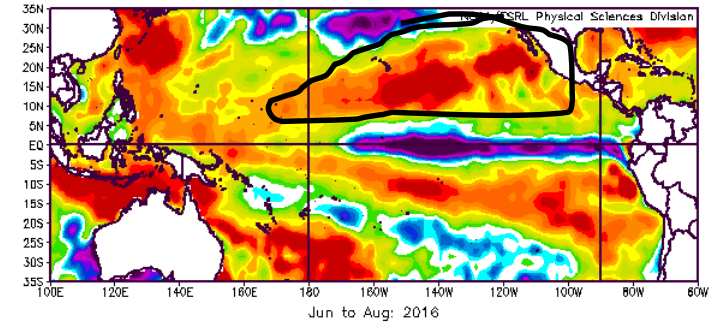 /ESRL Physical Sciences Division
35N
30N
25N
20N
15N
10N
5N
EQ
5S
10S
15S
20S
25S
30S
35S
100E 120E 140E 160E 180 160W 140W 120W 100W 80W 60W
Jun to Aug: 2016